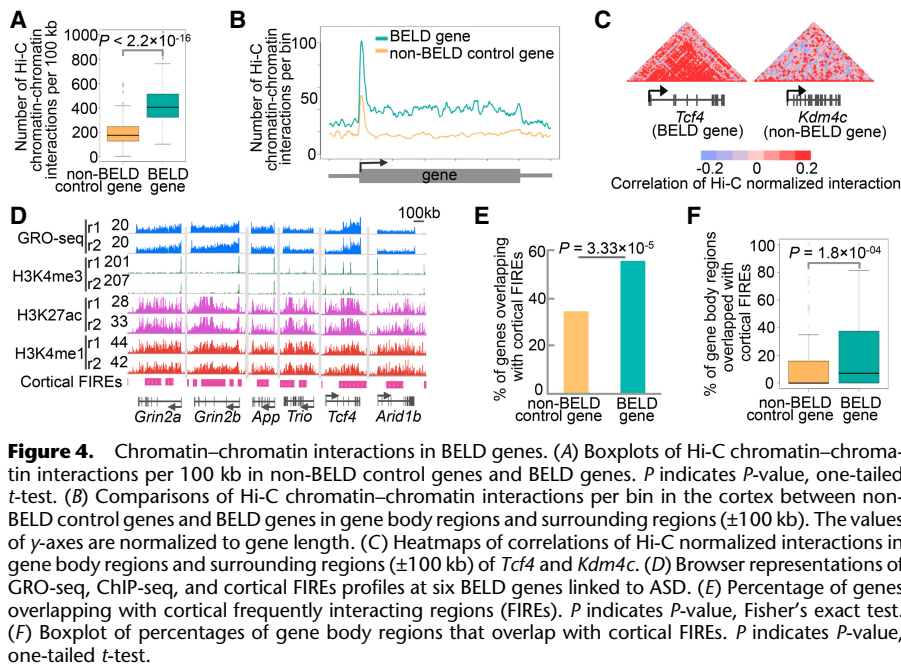 A
Number of Hi-C
chromatin-chromatin
interactions per 100 kb
1000
800
600
400
200
0
P < 2.2×10-16
non-BELD
control gene
BELD
gene
B
Number of Hi-C
chromatin-chromatin
interactions per bin
100
50
0
BELD gene
non-BELD control gene
gene
C
Tcf4
(BELD gene)
Kdm4c
(non-BELD gene)
-0.2 0 0.2
Correlation of Hi-C normalized interaction
D
100kb
GRO-seq
r1 20
r2 20
H3K4me3
r1 201
r2 207
H3K27ac
r1 28
r2 33
H3K4me1
r1 44
r2 42
Cortical FIREs
Grin2a Grin2b App Trio Tcf4 Arid1b
E
% of genes overlapping
with cortical FIREs
60
40
20
0
P = 3.33×10-5
non-BELD
control gene
BELD
gene
F
% of gene body regions
overlapped with
cortical FIREs
100
80
60
40
20
0
P = 1.8×10-04
non-BELD
control gene
BELD
gene
Figure 4. Chromatin–chromatin interactions in BELD genes. (A) Boxplots of Hi-C chromatin–chroma-
tin interactions per 100 kb in non-BELD control genes and BELD genes. P indicates P-value, one-tailed
t-test. (B) Comparisons of Hi-C chromatin–chromatin interactions per bin in the cortex between non-
BELD control genes and BELD genes in gene body regions and surrounding regions (±100 kb). The values
of y-axes are normalized to gene length. (C) Heatmaps of correlations of Hi-C normalized interactions in
gene body regions and surrounding regions (±100 kb) of Tcf4 and Kdm4c. (D) Browser representations of
GRO-seq, ChIP-seq, and cortical FIREs profiles at six BELD genes linked to ASD. (E) Percentage of genes
overlapping with cortical frequently interacting regions (FIREs). P indicates P-value, Fisher's exact test.
(F) Boxplot of percentages of gene body regions that overlap with cortical FIREs. P indicates P-value,
one-tailed t-test.